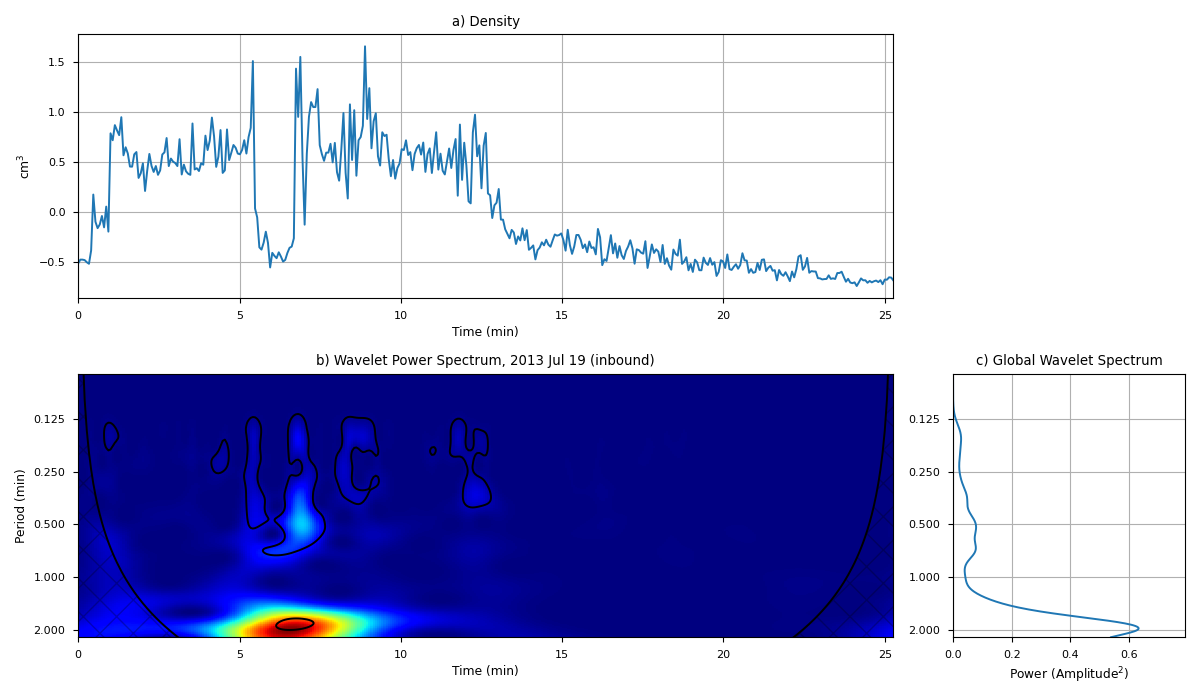 a) Density
1.5
1.0
0.5
0.0
−0.5
cm³
0 5 10 15 20 25
Time (min)
b) Wavelet Power Spectrum, 2013 Jul 19 (inbound)
0.125
0.250
0.500
1.000
2.000
Period (min)
0 5 10 15 20 25
Time (min)
c) Global Wavelet Spectrum
0.125
0.250
0.500
1.000
2.000
0.0 0.2 0.4 0.6
Power (Amplitude²)